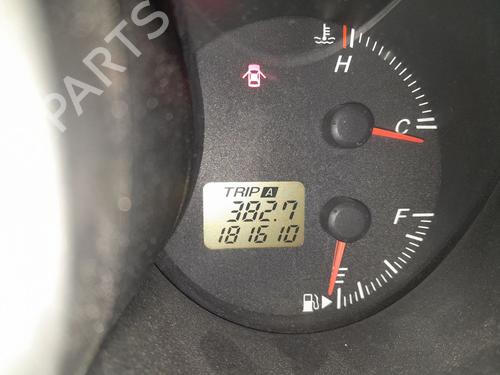 H
C
TRIP A
382.7
181610
F
E
B-PARTS